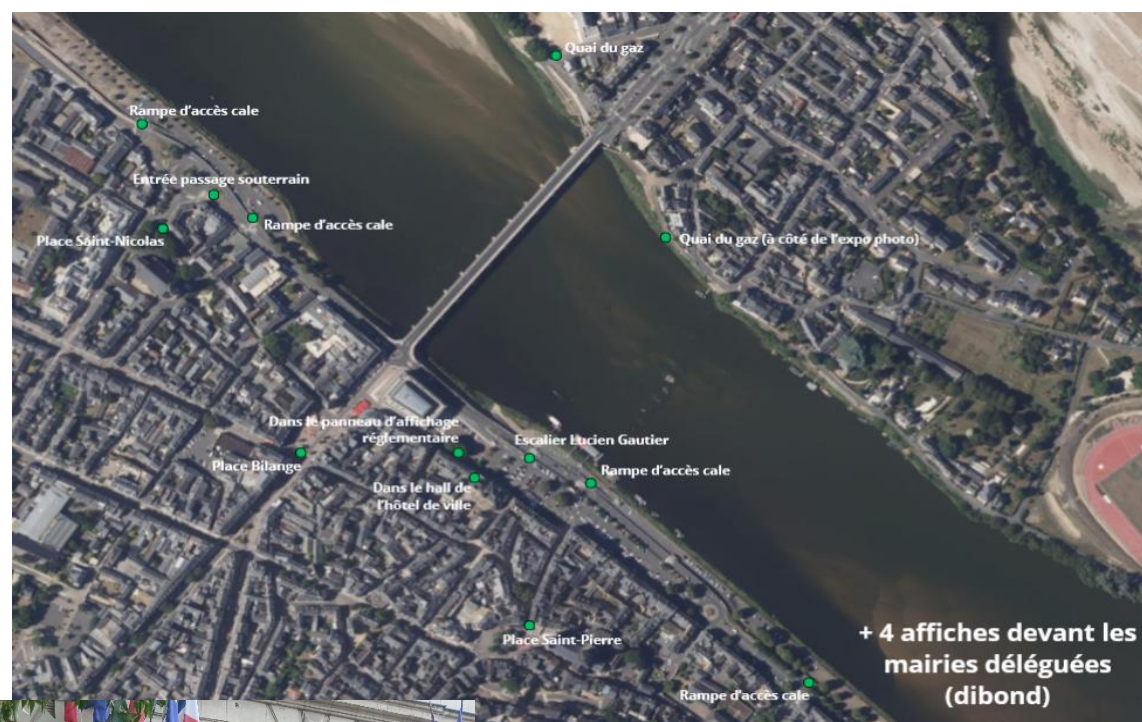 Quai du gaz
Rampe d'accès cale
Entrée passage souterrain
Rampe d'accès cale
Place Saint-Nicolas
Quai du gaz (à côté de l'expo photo)
Dans le panneau d'affichage
réglementaire
Escalier Lucien Gautier
Place Bilange
Rampe d'accès cale
Dans le hall de
l'hôtel de ville
Place Saint-Pierre
+ 4 affiches devant les
mairies déléguées
(dibond)
Rampe d'accès cale